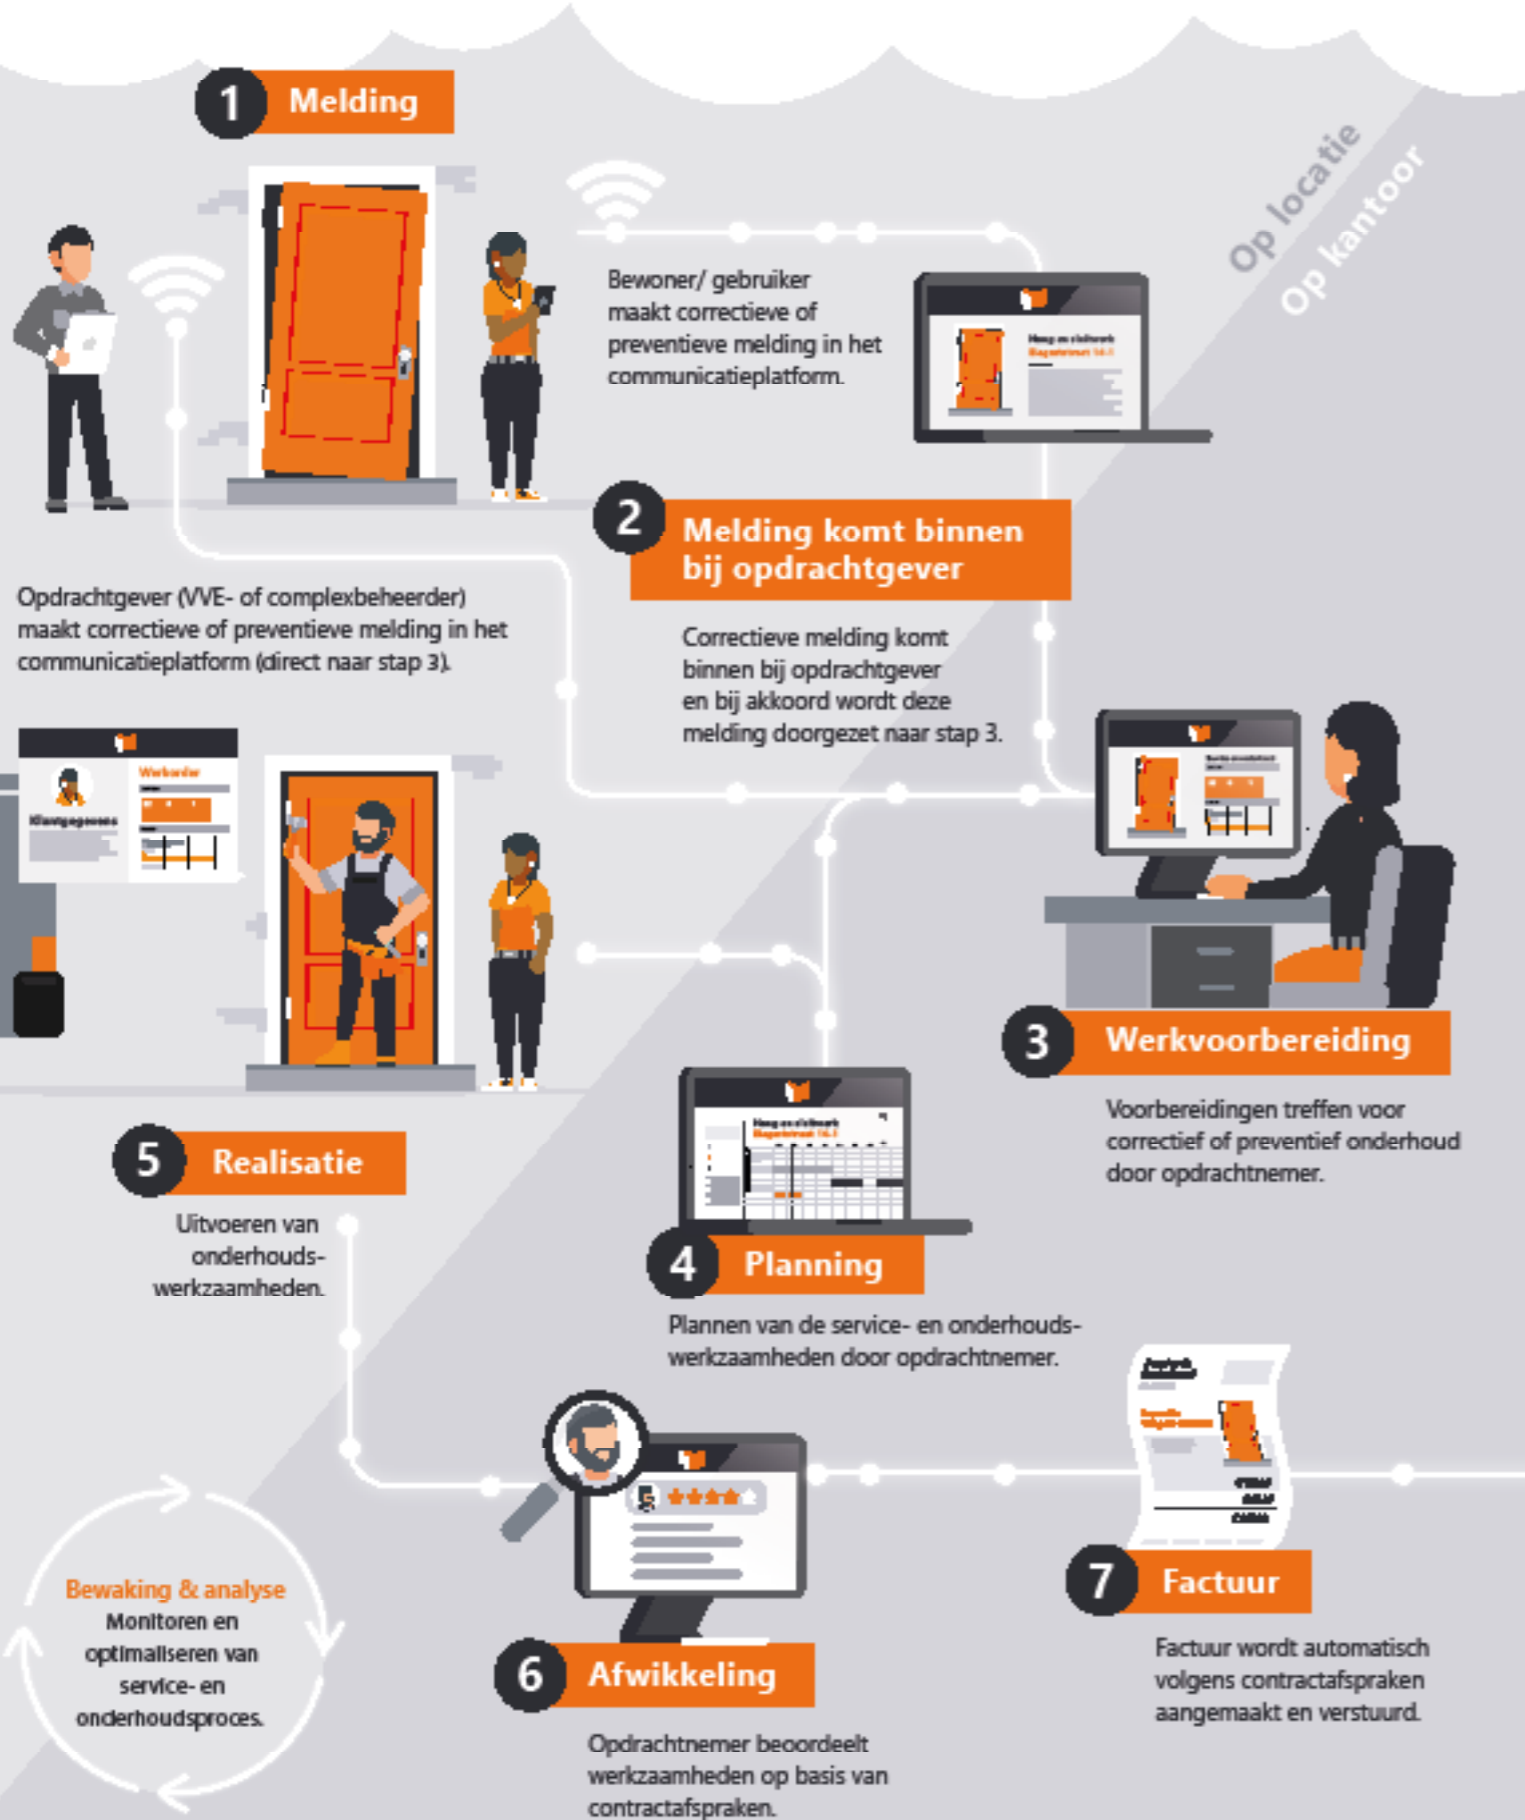 1 Melding
Op locatie
Op kantoor
Bewoner/ gebruiker
maakt correctieve of
preventieve melding in het
communicatieplatform.
Opdrachtgever (VVE- of complexbeheerder)
maakt correctieve of preventieve melding in het
communicatieplatform (direct naar stap 3).
2 Melding komt binnen
bij opdrachtgever
Correctieve melding komt
binnen bij opdrachtgever
en bij akkoord wordt deze
melding doorgezet naar stap 3.
Werkorder
Klantgegevens
3 Werkvoorbereiding
Voorbereidingen treffen voor
correctief of preventief onderhoud
door opdrachtnemer.
4 Planning
Plannen van de service- en onderhouds-
werkzaamheden door opdrachtnemer.
5 Realisatie
Uitvoeren van
onderhouds-
werkzaamheden.
Bewaking & analyse
Monitoren en
optimaliseren van
service- en
onderhoudsproces.
6 Afwikkeling
Opdrachtnemer beoordeelt
werkzaamheden op basis van
contractafspraken.
7 Factuur
Factuur wordt automatisch
volgens contractafspraken
aangemaakt en verstuurd.